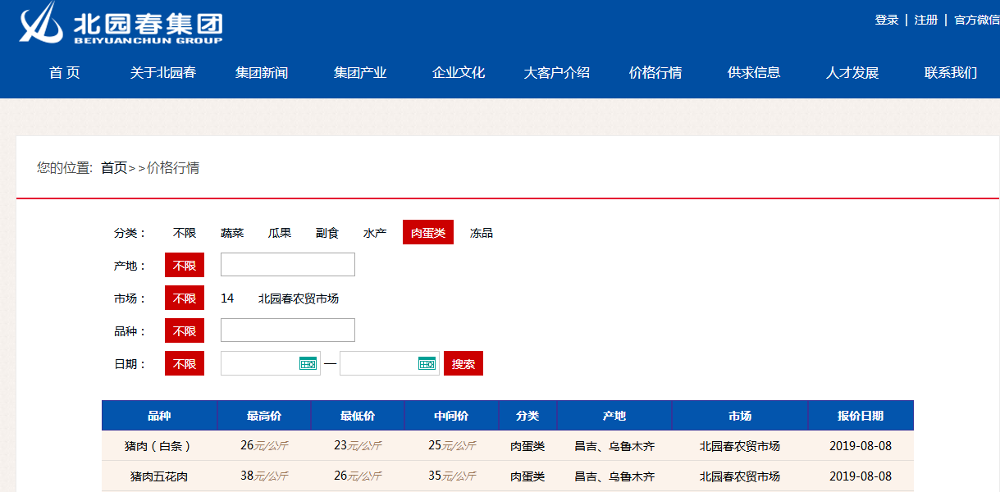 北园春集团
BEIYUANCHUN GROUP
登录 | 注册 | 官方微信
首 页 关于北园春 集团新闻 集团产业 企业文化 大客户介绍 价格行情 供求信息 人才发展 联系我们
您的位置: 首页>>价格行情
分类： 不限 蔬菜 瓜果 副食 水产 肉蛋类 冻品
产地： 不限
市场： 不限 14 北园春农贸市场
品种： 不限
日期： 不限 — 搜索
品种 最高价 最低价 中间价 分类 产地 市场 报价日期
猪肉（白条） 26元/公斤 23元/公斤 25元/公斤 肉蛋类 昌吉、乌鲁木齐 北园春农贸市场 2019-08-08
猪肉五花肉 38元/公斤 26元/公斤 35元/公斤 肉蛋类 昌吉、乌鲁木齐 北园春农贸市场 2019-08-08